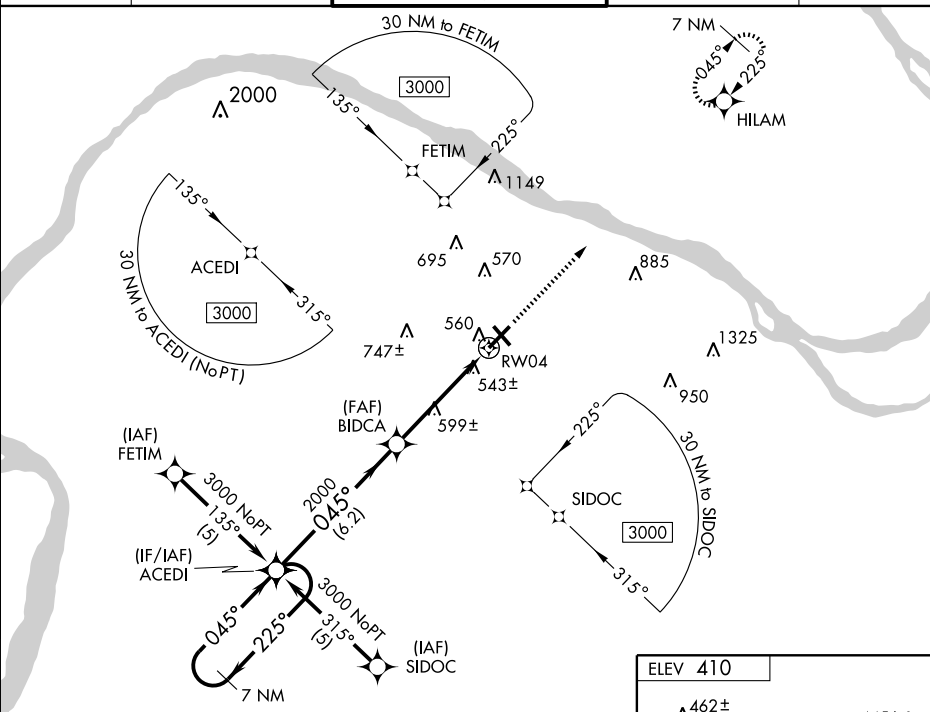 30 NM to FETIM
3000
135°
225°
FETIM
7 NM
045°
225°
HILAM
2000
1149
135°
ACEDI
315°
3000
30 NM to ACEDI (NoPT)
695
570
885
560
747±
RW04
543±
1325
950
(FAF)
BIDCA
599±
225°
30 NM to SIDOC
SIDOC
3000
315°
(IAF)
FETIM
3000 NoPT
135°
(5)
2000
045°
(6.2)
(IF/IAF)
ACEDI
3000 NoPT
315°
(5)
045°
225°
(IAF)
SIDOC
7 NM
ELEV 410
462±